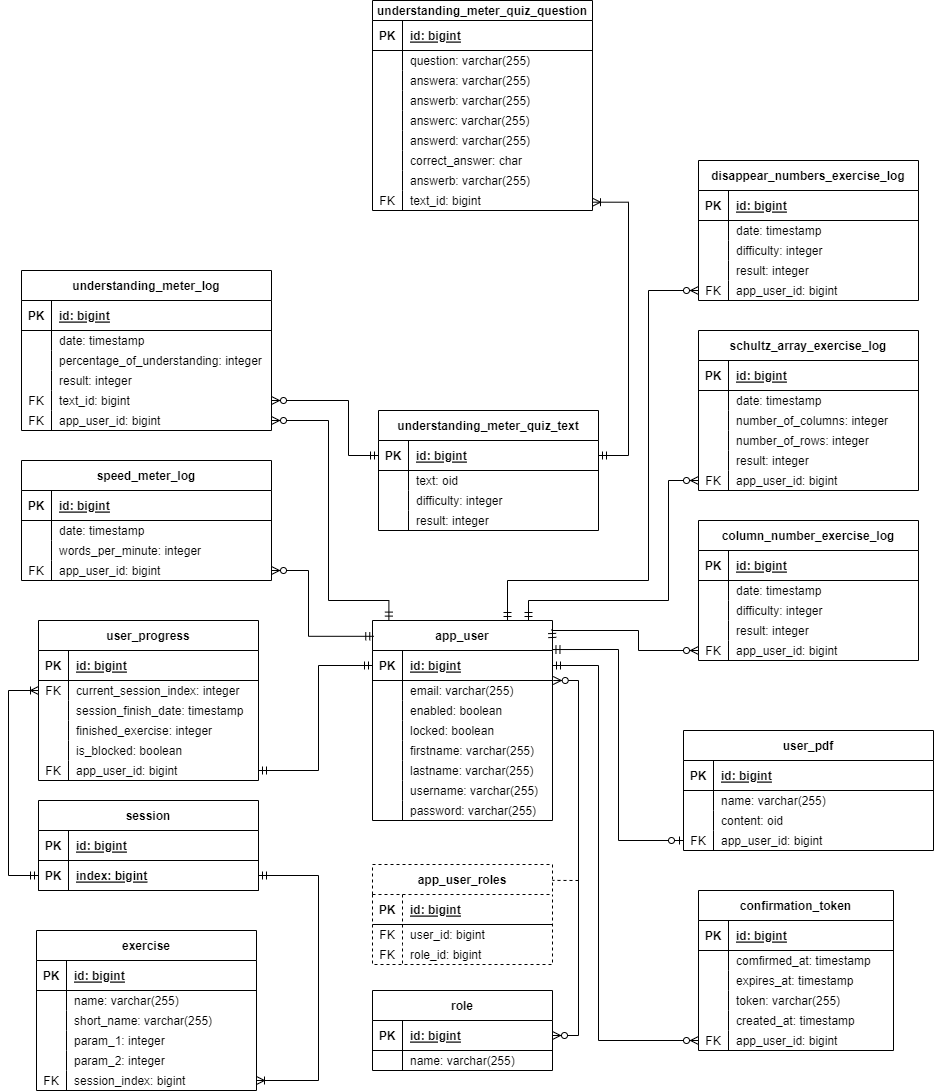 understanding_meter_quiz_question
PK id: bigint
question: varchar(255)
answera: varchar(255)
answerb: varchar(255)
answerc: varchar(255)
answerd: varchar(255)
correct_answer: char
answerb: varchar(255)
FK text_id: bigint
disappear_numbers_exercise_log
PK id: bigint
date: timestamp
difficulty: integer
result: integer
FK app_user_id: bigint
understanding_meter_log
PK id: bigint
date: timestamp
percentage_of_understanding: integer
result: integer
FK text_id: bigint
FK app_user_id: bigint
schultz_array_exercise_log
PK id: bigint
date: timestamp
number_of_columns: integer
number_of_rows: integer
result: integer
FK app_user_id: bigint
understanding_meter_quiz_text
PK id: bigint
text: oid
difficulty: integer
result: integer
speed_meter_log
PK id: bigint
date: timestamp
words_per_minute: integer
FK app_user_id: bigint
column_number_exercise_log
PK id: bigint
date: timestamp
difficulty: integer
result: integer
FK app_user_id: bigint
user_progress
PK id: bigint
FK current_session_index: integer
session_finish_date: timestamp
finished_exercise: integer
is_blocked: boolean
FK app_user_id: bigint
app_user
PK id: bigint
email: varchar(255)
enabled: boolean
locked: boolean
firstname: varchar(255)
lastname: varchar(255)
username: varchar(255)
password: varchar(255)
user_pdf
PK id: bigint
name: varchar(255)
content: oid
FK app_user_id: bigint
session
PK id: bigint
PK index: bigint
app_user_roles
PK id: bigint
FK user_id: bigint
FK role_id: bigint
confirmation_token
PK id: bigint
comfirmed_at: timestamp
expires_at: timestamp
token: varchar(255)
created_at: timestamp
FK app_user_id: bigint
exercise
PK id: bigint
name: varchar(255)
short_name: varchar(255)
param_1: integer
param_2: integer
FK session_index: bigint
role
PK id: bigint
name: varchar(255)